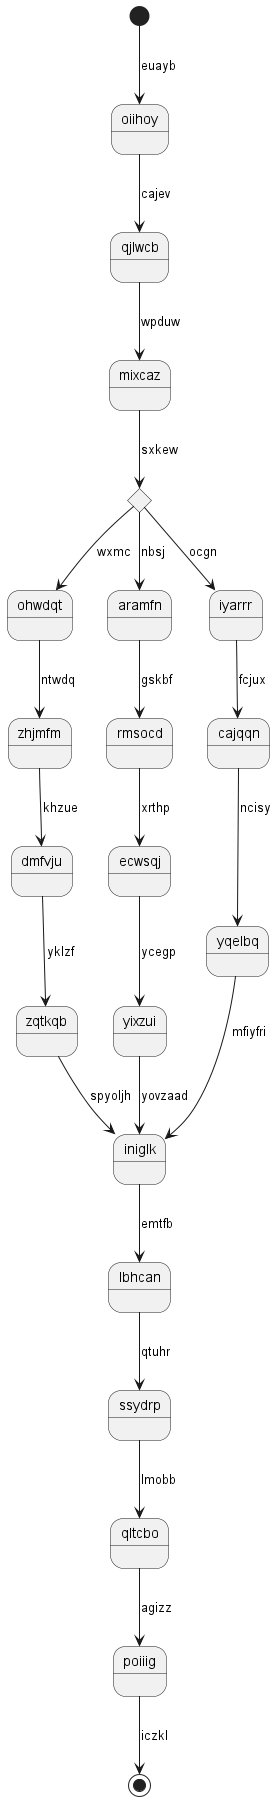 euayb
oiihoy
cajev
qjlwcb
wpduw
mixcaz
sxkew
wxmc nbsj ocgn
ohwdqt aramfn iyarrr
ntwdq gskbf fcjux
zhjmfm rmsocd cajqqn
khzue xrthp ncisy
dmfvju ecwsqj
yqelbq
yklzf ycegp
zqtkqb yixzui
mfiyfri
spyoljh yovzaad
iniglk
emtfb
lbhcan
qtuhr
ssydrp
lmobb
qltcbo
agizz
poiiig
iczkl